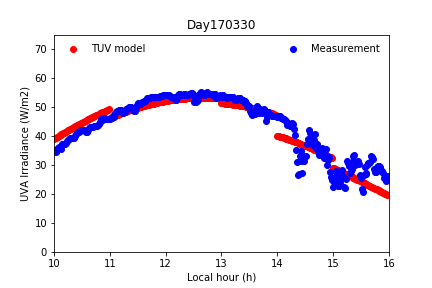 Day170330
TUV model
Measurement
UVA Irradiance (W/m2)
70
60
50
40
30
20
10
0
10 11 12 13 14 15 16
Local hour (h)